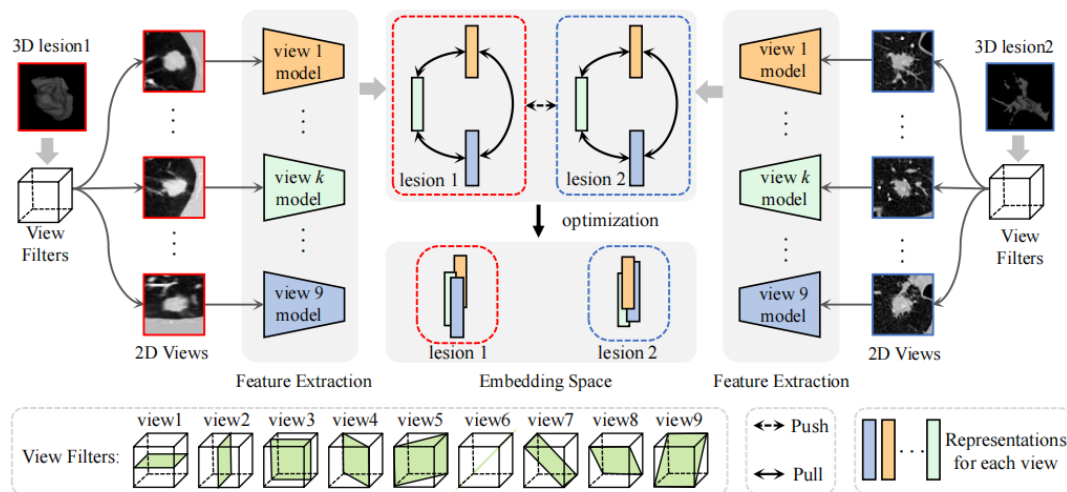 3D lesion1
View
Filters
2D Views
view 1
model
view k
model
view 9
model
Feature Extraction
lesion 1
lesion 2
optimization
lesion 1
lesion 2
Embedding Space
view 1
model
view k
model
view 9
model
Feature Extraction
2D Views
3D lesion2
View
Filters
View Filters:
view1
view2
view3
view4
view5
view6
view7
view8
view9
Push
Pull
Representations
for each view